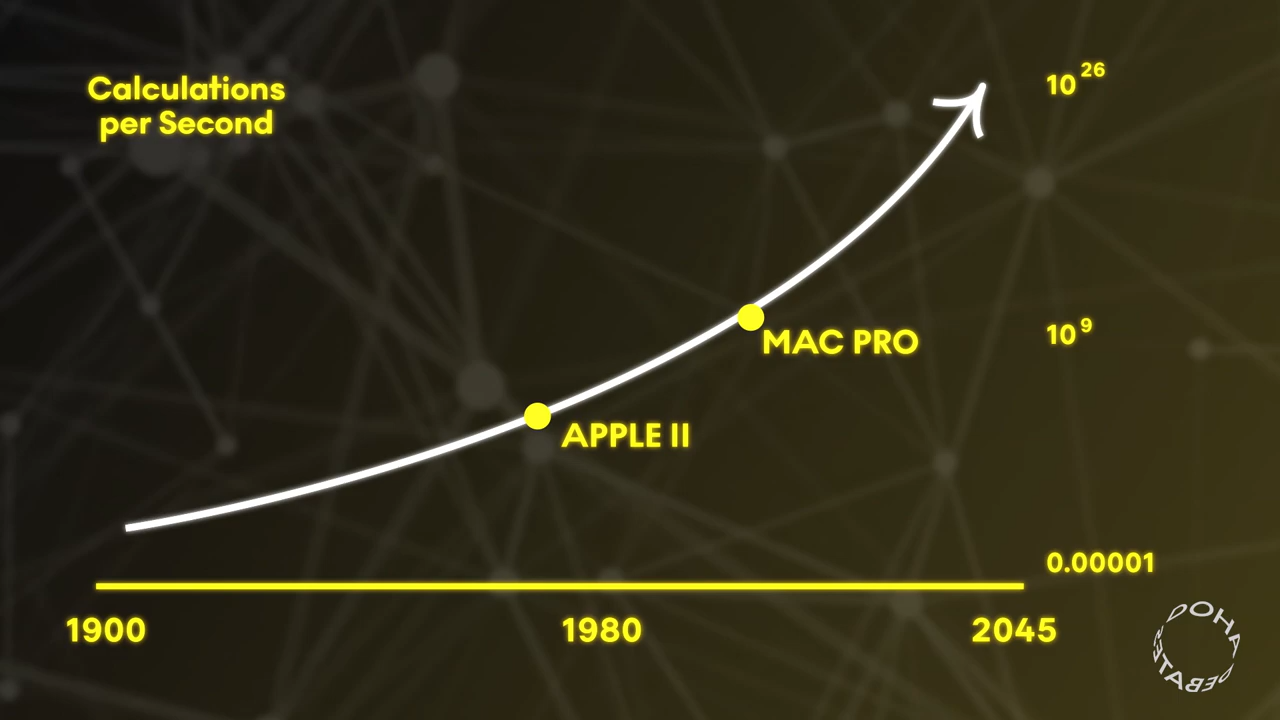 Calculations
per Second
10^26
MAC PRO
10^9
APPLE II
0.00001
1900 1980 2045
DOHA DEBATES